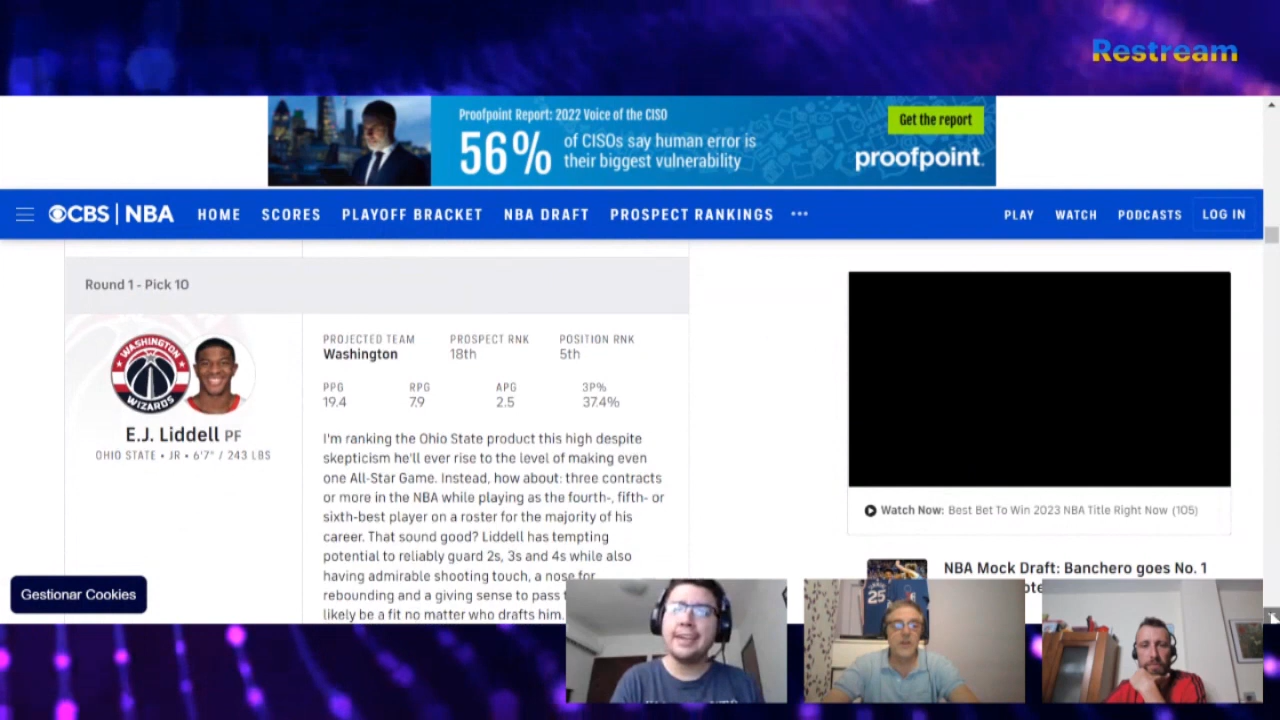 Restream
Proofpoint Report: 2022 Voice of the CISO
56%
of CISOs say human error is
their biggest vulnerability
Get the report
proofpoint.
CBS | NBA
HOME
SCORES
PLAYOFF BRACKET
NBA DRAFT
PROSPECT RANKINGS
PLAY
WATCH
PODCASTS
LOG IN
Round 1 - Pick 10
WASHINGTON
WIZARDS
E.J. Liddell PF
OHIO STATE • JR • 6'7" / 243 LBS
PROJECTED TEAM
Washington
PROSPECT RNK
18th
POSITION RNK
5th
PPG
19.4
RPG
7.9
APG
2.5
3P%
37.4%
I'm ranking the Ohio State product this high despite
skepticism he'll ever rise to the level of making even
one All-Star Game. Instead, how about: three contracts
or more in the NBA while playing as the fourth-, fifth- or
sixth-best player on a roster for the majority of his
career. That sound good? Liddell has tempting
potential to reliably guard 2s, 3s and 4s while also
having admirable shooting touch, a nose for
rebounding and a giving sense to pass
likely be a fit no matter who drafts him.
Watch Now: Best Bet To Win 2023 NBA Title Right Now (1:05)
NBA Mock Draft: Banchero goes No. 1
Gestionar Cookies
25